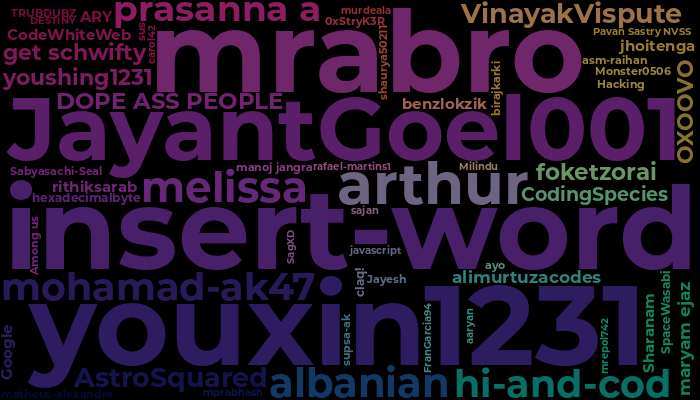 TRUBDUBZ
DESTINY
ARY
prasanna a
murdeala
0xStryK3R
VinayakVispute
Pavan Sastry NVSS
CodeWhiteWeb
sus
carol42
mrabro
shaurya50211
jhoitenga
get schwifty
asm-raihan
Monster0506
youshing1231
birajkarki
Hacking
DOPE ASS PEOPLE
benzlokzik
oxoovo
JayantGoel001
Sabyasachi-Seal
manoj jangra
rafael-martins1
Milindu
foketzorai
rithiksarab
melissa
arthur
hexadecimalbyte
CodingSpecies
sajan
insert-word
Among us
SagXD
javascript
ayo
mohamad-ak47
claq!
Jayesh
alimurtuzacodes
youxin1231
SpaceWasabi
maryam ejaz
Sharanam
Google
supsa-ak
FranGarcia94
aaryan
mrepol742
AstroSquared
albanian
hi-and-cod
matheus-alexandre
mprabhash